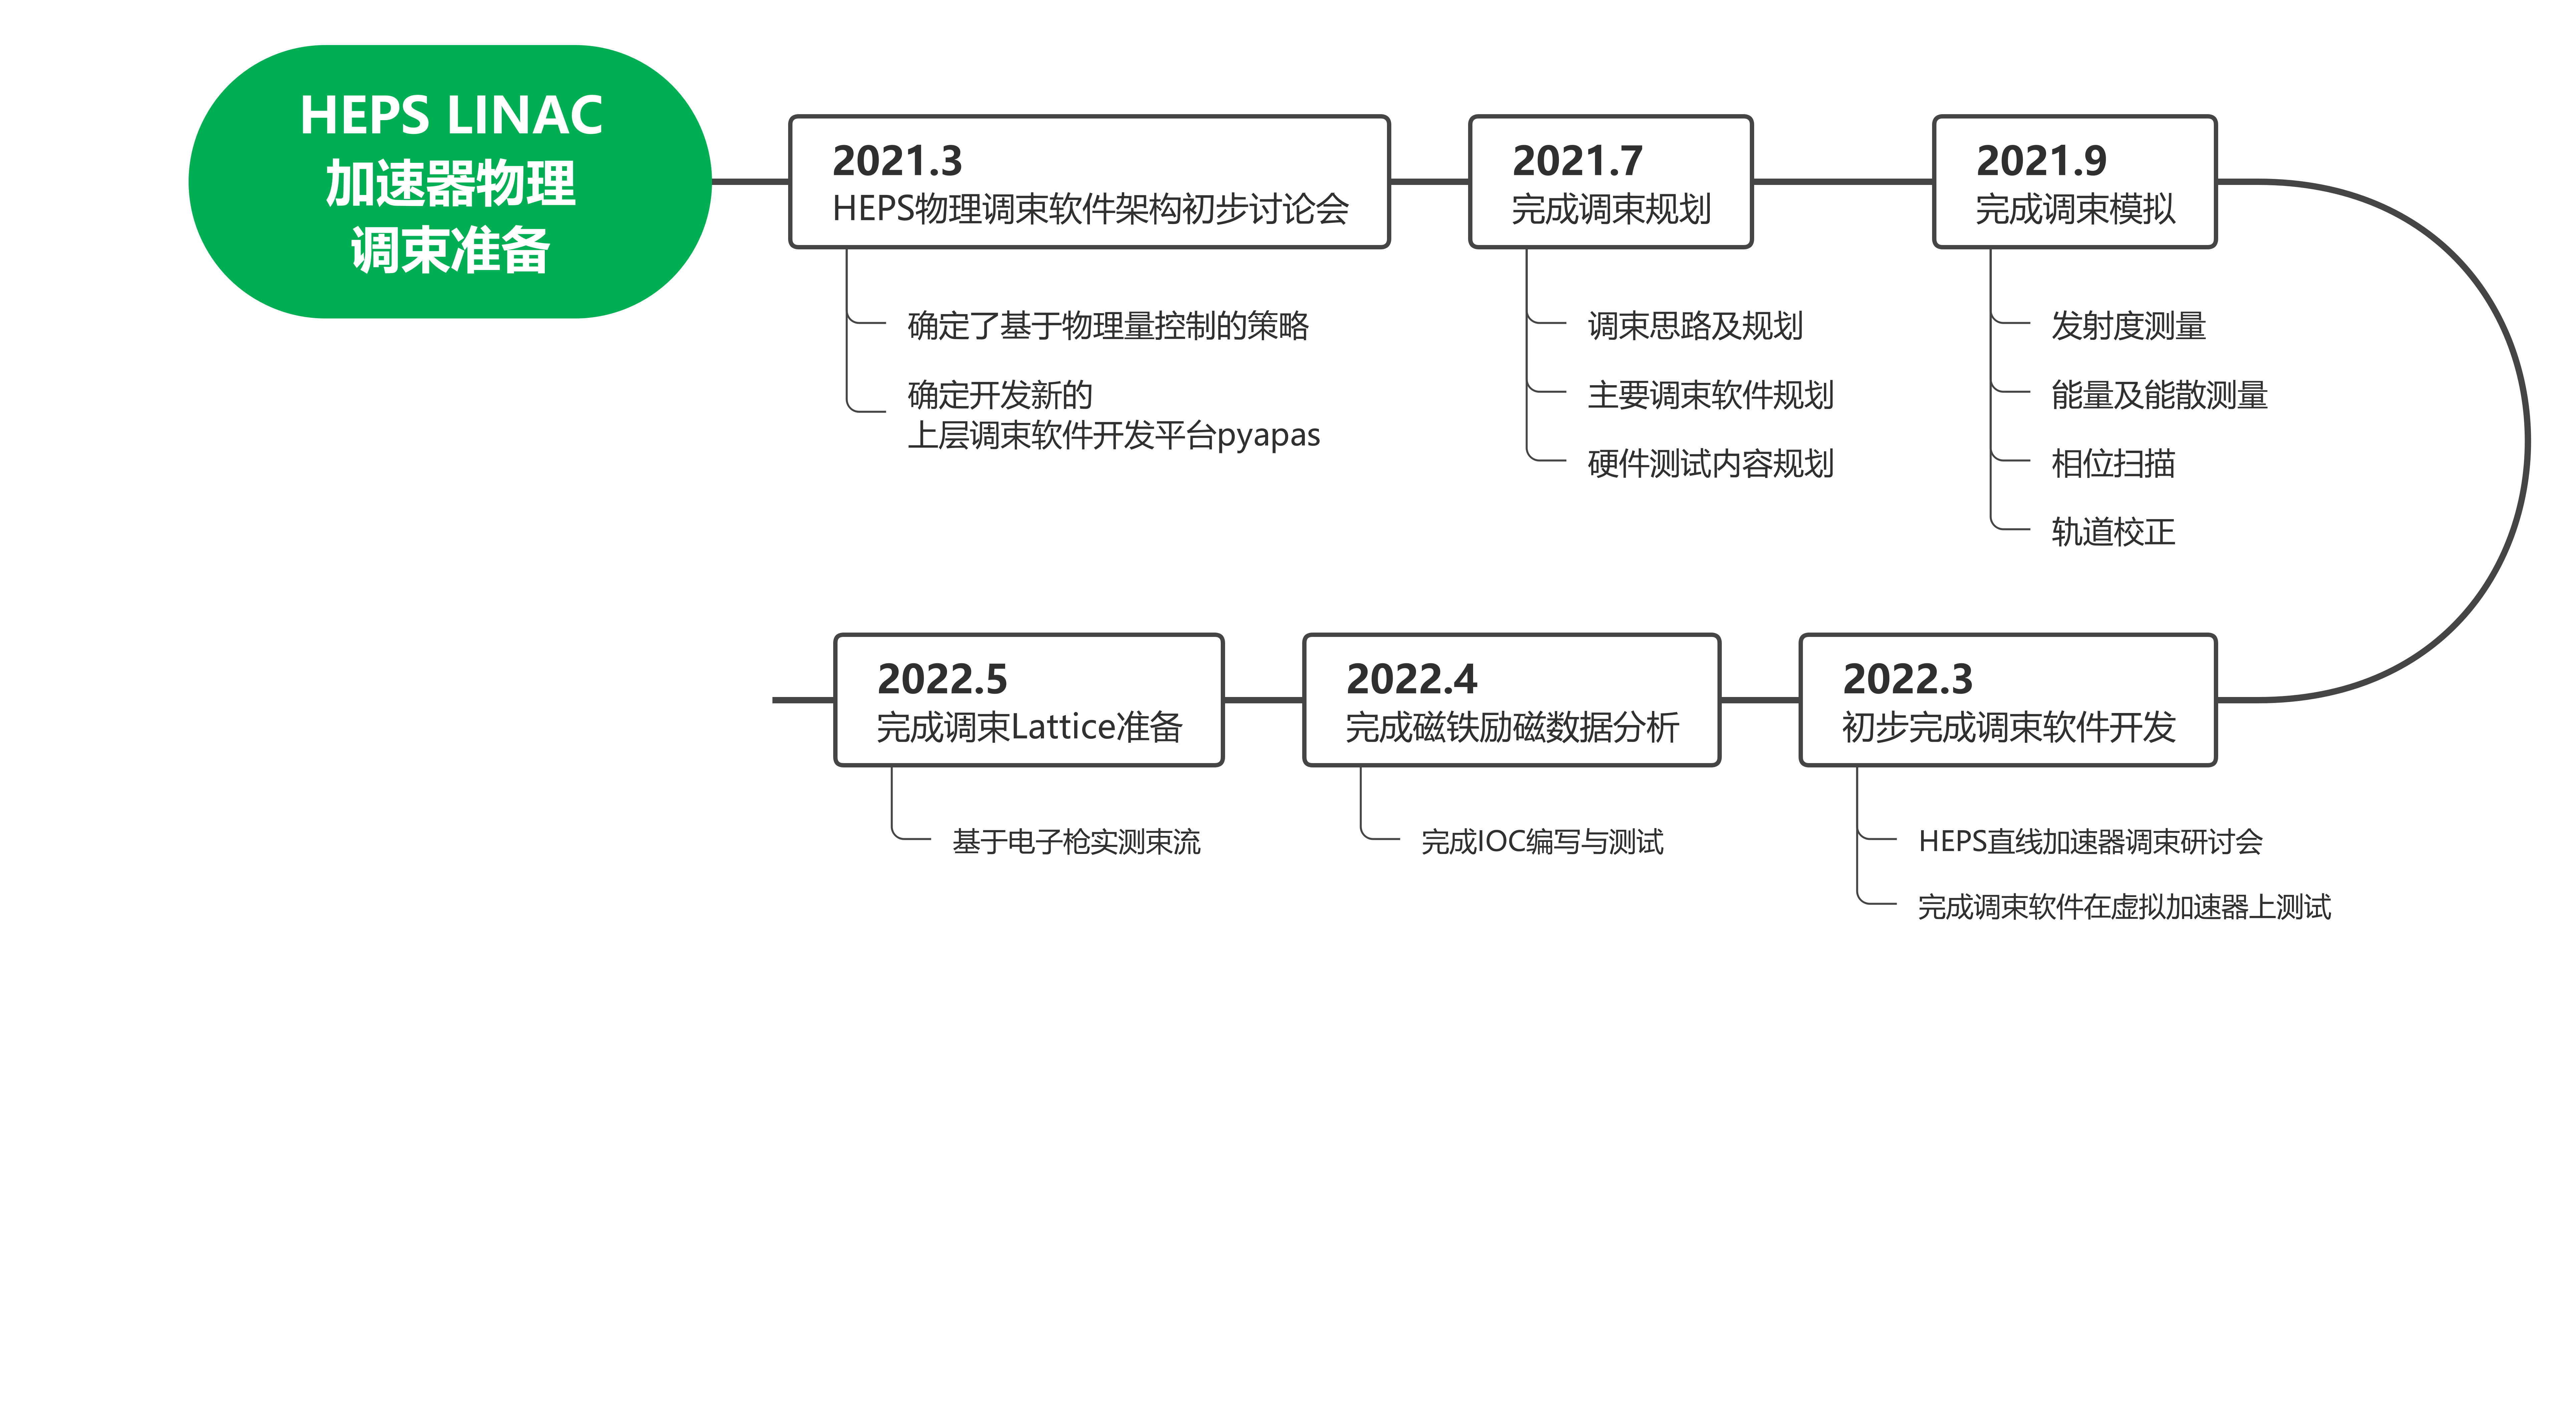 HEPS LINAC
加速器物理
调束准备
2021.3
HEPS物理调束软件架构初步讨论会
确定了基于物理量控制的策略
确定开发新的
上层调束软件开发平台pyapas
2021.7
完成调束规划
调束思路及规划
主要调束软件规划
硬件测试内容规划
2021.9
完成调束模拟
发射度测量
能量及能散测量
相位扫描
轨道校正
2022.3
初步完成调束软件开发
HEPS直线加速器调束研讨会
完成调束软件在虚拟加速器上测试
2022.4
完成磁铁励磁数据分析
完成IOC编写与测试
2022.5
完成调束Lattice准备
基于电子枪实测束流